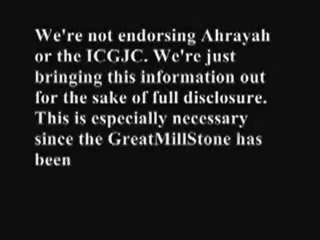 We're not endorsing Ahrayah
or the ICGJC. We're just
bringing this information out
for the sake of full disclosure.
This is especially necessary
since the GreatMillStone has
been